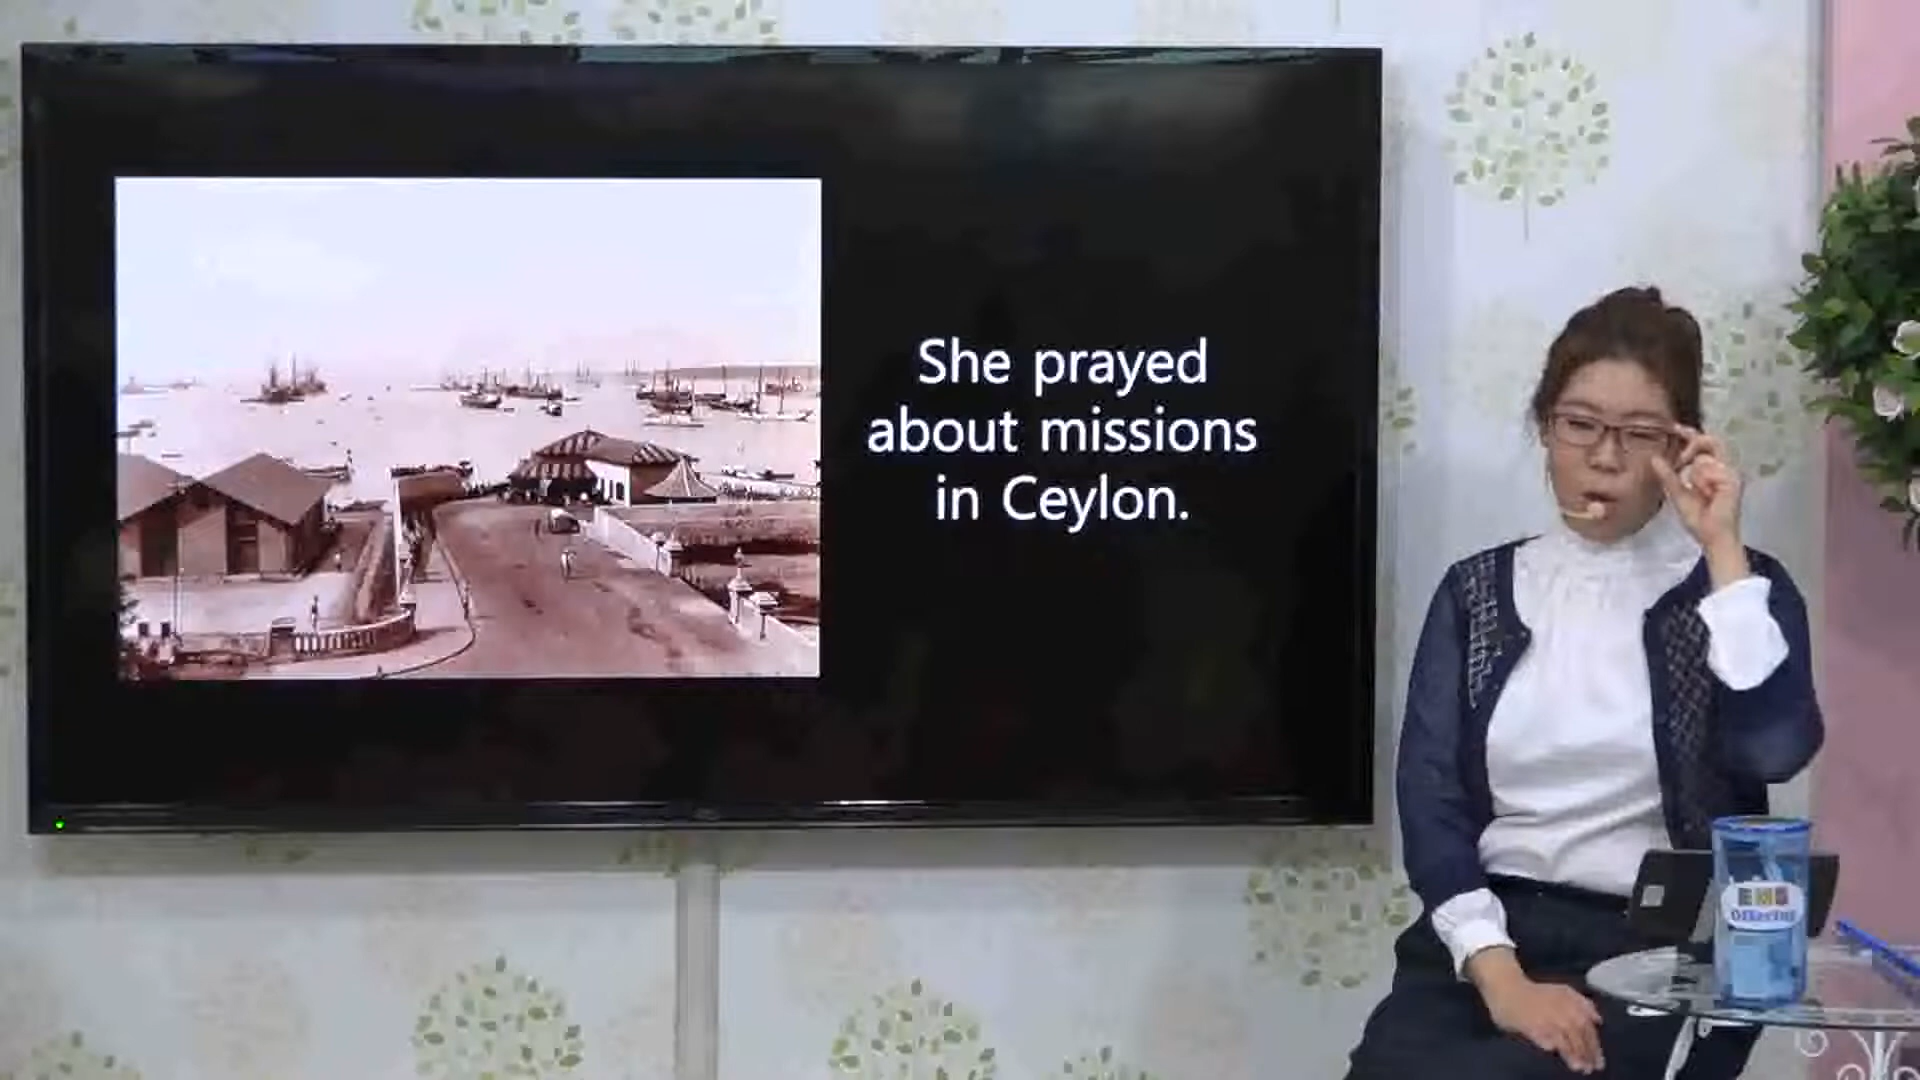 She prayed
about missions
in Ceylon.
Offering